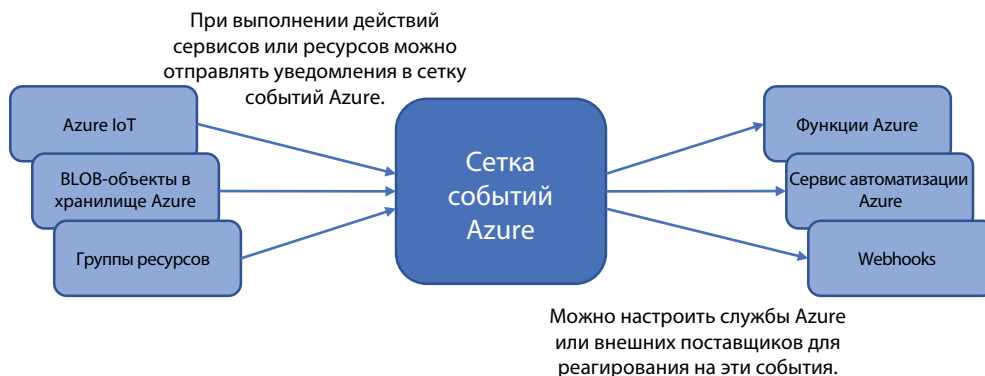 При выполнении действий
сервисов или ресурсов можно
отправлять уведомления в сетку
событий Azure.
Azure IoT
BLOB-объекты в
хранилище Azure
Группы ресурсов
Сетка
событий
Azure
Функции Azure
Сервис автоматизации
Azure
Webhooks
Можно настроить службы Azure
или внешних поставщиков для
реагирования на эти события.